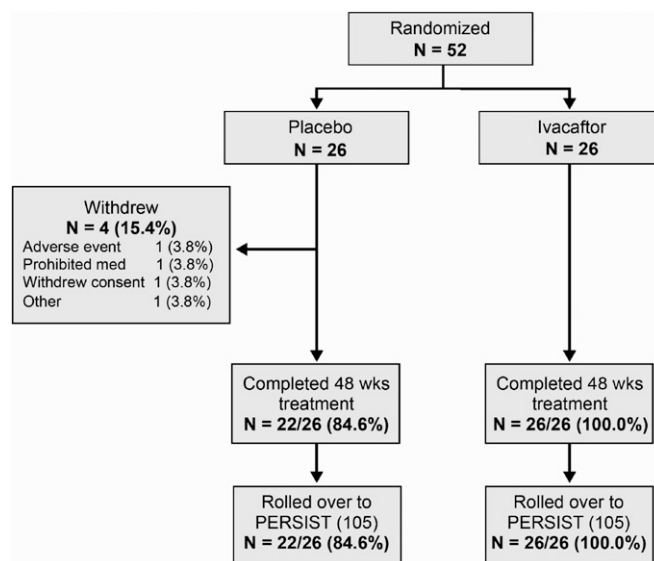 Randomized
N = 52
Placebo
N = 26
Ivacaftor
N = 26
Withdrew
N = 4 (15.4%)
Adverse event 1 (3.8%)
Prohibited med 1 (3.8%)
Withdrew consent 1 (3.8%)
Other 1 (3.8%)
Completed 48 wks
treatment
N = 22/26 (84.6%)
Completed 48 wks
treatment
N = 26/26 (100.0%)
Rolled over to
PERSIST (105)
N = 22/26 (84.6%)
Rolled over to
PERSIST (105)
N = 26/26 (100.0%)